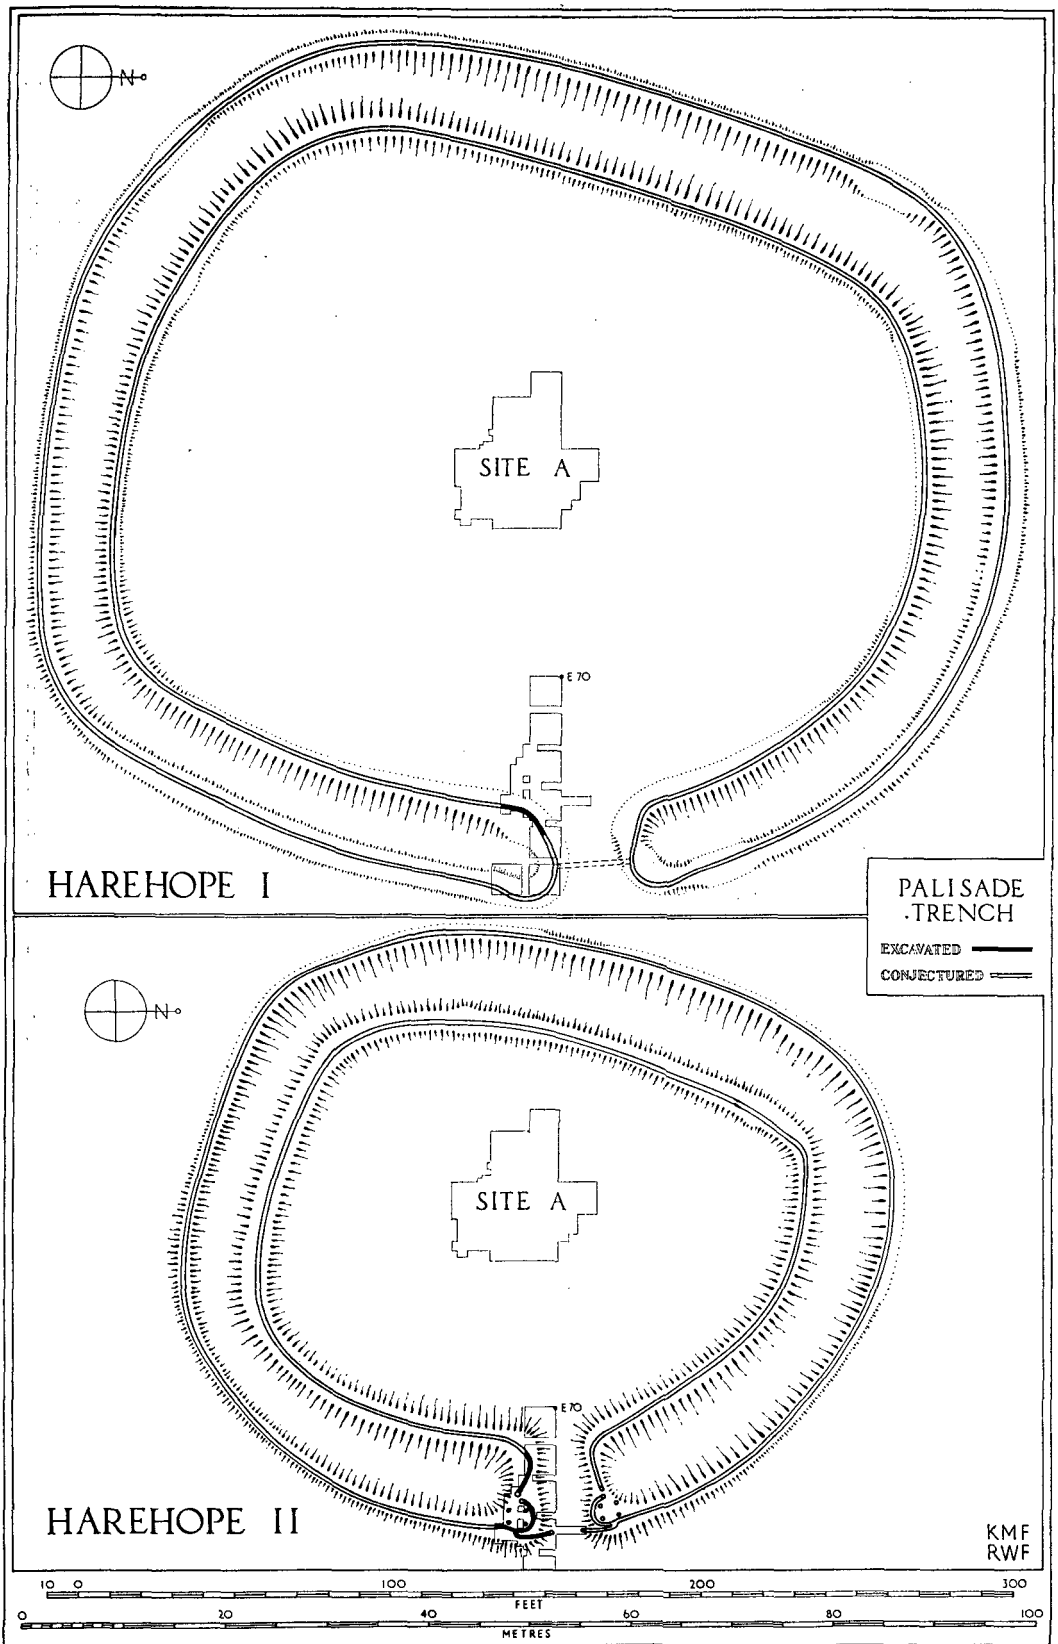 N
SITE A
E 70
HAREHOPE I
PALISADE
TRENCH
EXCAVATED
CONJECTURED
N
SITE A
E 70
HAREHOPE II
KMF
RWF
10 0 100 200 300
FEET
0 20 40 60 80 100
METRES